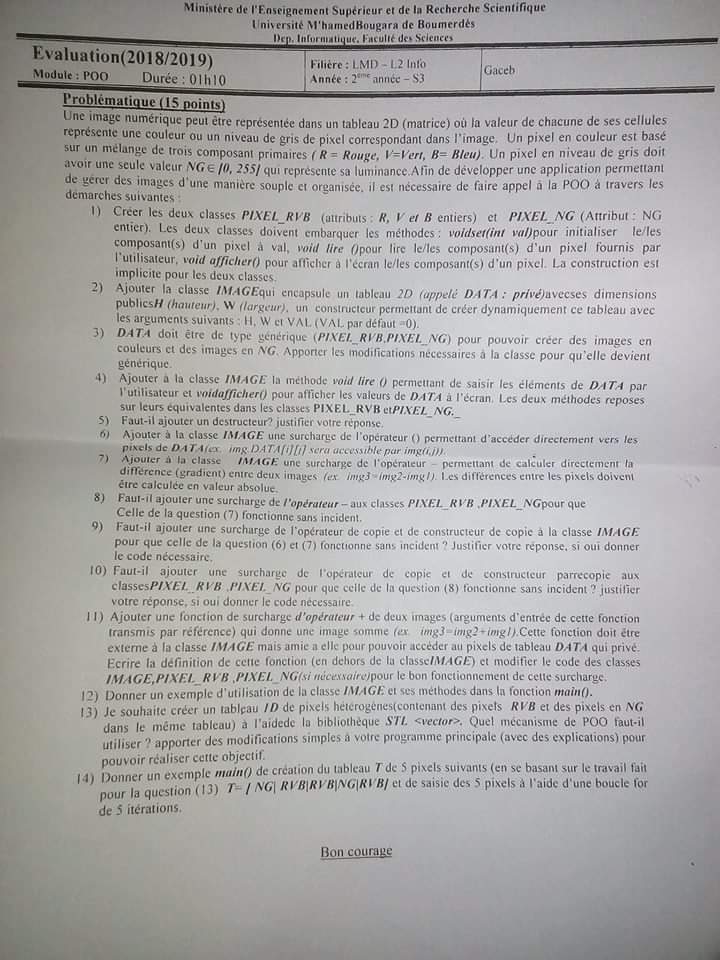 Ministère de l'Enseignement Supérieur et de la Recherche Scientifique
Université M'hamedBougara de Boumerdès
Dep. Informatique, Faculté des Sciences
Evaluation(2018/2019)
Module : POO Durée : 01h10
Filière : LMD – L2 Info
Année : 2ème année – S3
Gaceb
Problématique (15 points)
Une image numérique peut être représentée dans un tableau 2D (matrice) où la valeur de chacune de ses cellules
représente une couleur ou un niveau de gris de pixel correspondant dans l'image. Un pixel en couleur est basé
sur un mélange de trois composant primaires ( R = Rouge, V=Vert, B= Bleu). Un pixel en niveau de gris doit
avoir une seule valeur NG∈[0, 255] qui représente sa luminance.Afin de développer une application permettant
de gérer des images d'une manière souple et organisée, il est nécessaire de faire appel à la POO à travers les
démarches suivantes :
1) Créer les deux classes PIXEL_RVB (attributs : R, V et B entiers) et PIXEL_NG (Attribut : NG
entier). Les deux classes doivent embarquer les méthodes : voidset(int val)pour initialiser le/les
composant(s) d'un pixel à val, void lire ()pour lire le/les composant(s) d'un pixel fournis par
l'utilisateur, void afficher() pour afficher à l'écran le/les composant(s) d'un pixel. La construction est
implicite pour les deux classes.
2) Ajouter la classe IMAGEqui encapsule un tableau 2D (appelé DATA : privé)avecses dimensions
publicsH (hauteur), W (largeur), un constructeur permettant de créer dynamiquement ce tableau avec
les arguments suivants : H, W et VAL (VAL par défaut =0).
3) DATA doit être de type générique (PIXEL_RVB,PIXEL_NG) pour pouvoir créer des images en
couleurs et des images en NG. Apporter les modifications nécessaires à la classe pour qu'elle devient
générique.
4) Ajouter à la classe IMAGE la méthode void lire () permettant de saisir les éléments de DATA par
l'utilisateur et voidafficher() pour afficher les valeurs de DATA à l'écran. Les deux méthodes reposes
sur leurs équivalentes dans les classes PIXEL_RVB etPIXEL_NG._
5) Faut-il ajouter un destructeur? justifier votre réponse.
6) Ajouter à la classe IMAGE une surcharge de l'opérateur () permettant d'accéder directement vers les
pixels de DATA(ex. img.DATA[i][j] sera accessible par img(i,j)).
7) Ajouter à la classe IMAGE une surcharge de l'opérateur – permettant de calculer directement la
différence (gradient) entre deux images (ex. img3=img2-img1). Les différences entre les pixels doivent
être calculée en valeur absolue.
8) Faut-il ajouter une surcharge de l'opérateur – aux classes PIXEL_RVB ,PIXEL_NGpour que
Celle de la question (7) fonctionne sans incident.
9) Faut-il ajouter une surcharge de l'opérateur de copie et de constructeur de copie à la classe IMAGE
pour que celle de la question (6) et (7) fonctionne sans incident ? Justifier votre réponse, si oui donner
le code nécessaire.
10) Faut-il ajouter une surcharge de l'opérateur de copie et de constructeur parrecopie aux
classesPIXEL_RVB ,PIXEL_NG pour que celle de la question (8) fonctionne sans incident ? justifier
votre réponse, si oui donner le code nécessaire.
11) Ajouter une fonction de surcharge d'opérateur + de deux images (arguments d'entrée de cette fonction
transmis par référence) qui donne une image somme (ex. img3=img2+img1).Cette fonction doit être
externe à la classe IMAGE mais amie a elle pour pouvoir accéder au pixels de tableau DATA qui privé.
Ecrire la définition de cette fonction (en dehors de la classeIMAGE) et modifier le code des classes
IMAGE,PIXEL_RVB ,PIXEL_NG(si nécessaire)pour le bon fonctionnement de cette surcharge.
12) Donner un exemple d'utilisation de la classe IMAGE et ses méthodes dans la fonction main().
13) Je souhaite créer un tableau 1D de pixels hétérogènes(contenant des pixels RVB et des pixels en NG
dans le même tableau) à l'aidede la bibliothèque STL <vector>. Quel mécanisme de POO faut-il
utiliser ? apporter des modifications simples à votre programme principale (avec des explications) pour
pouvoir réaliser cette objectif.
14) Donner un exemple main() de création du tableau T de 5 pixels suivants (en se basant sur le travail fait
pour la question (13) T= [ NG| RVB|RVB|NG|RVB] et de saisie des 5 pixels à l'aide d'une boucle for
de 5 itérations.
Bon courage